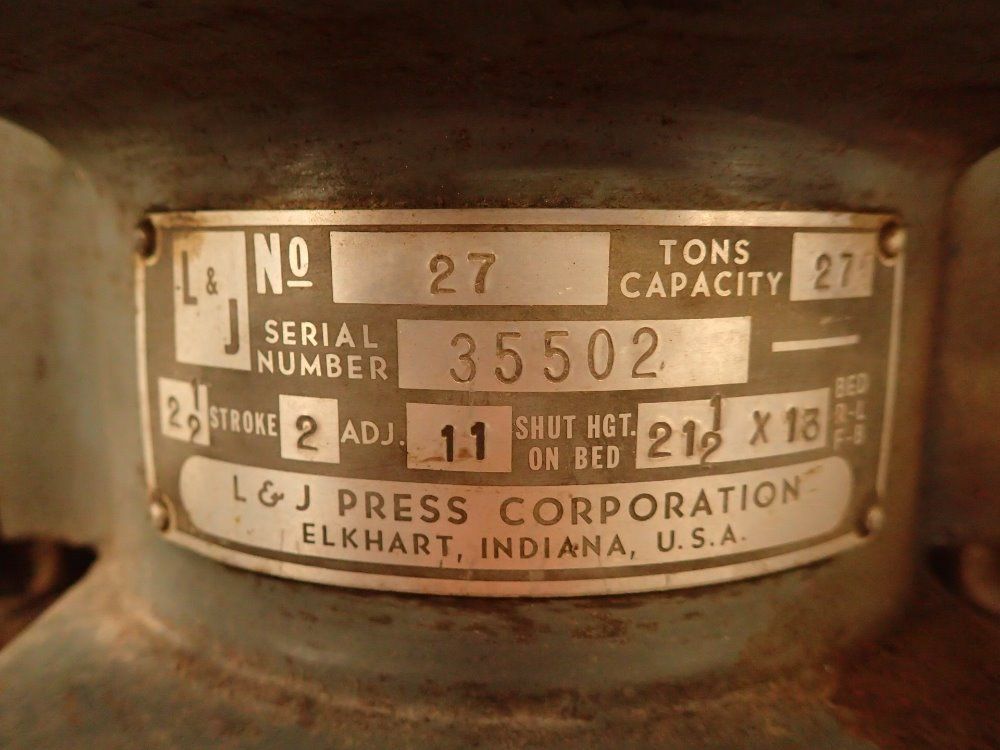 L & J No 27 TONS CAPACITY 27
SERIAL NUMBER 35502
2 1/2 STROKE 2 ADJ. 11 SHUT HGT. ON BED 21 1/2 X 13 BED R-L F-B
L & J PRESS CORPORATION
ELKHART, INDIANA, U.S.A.